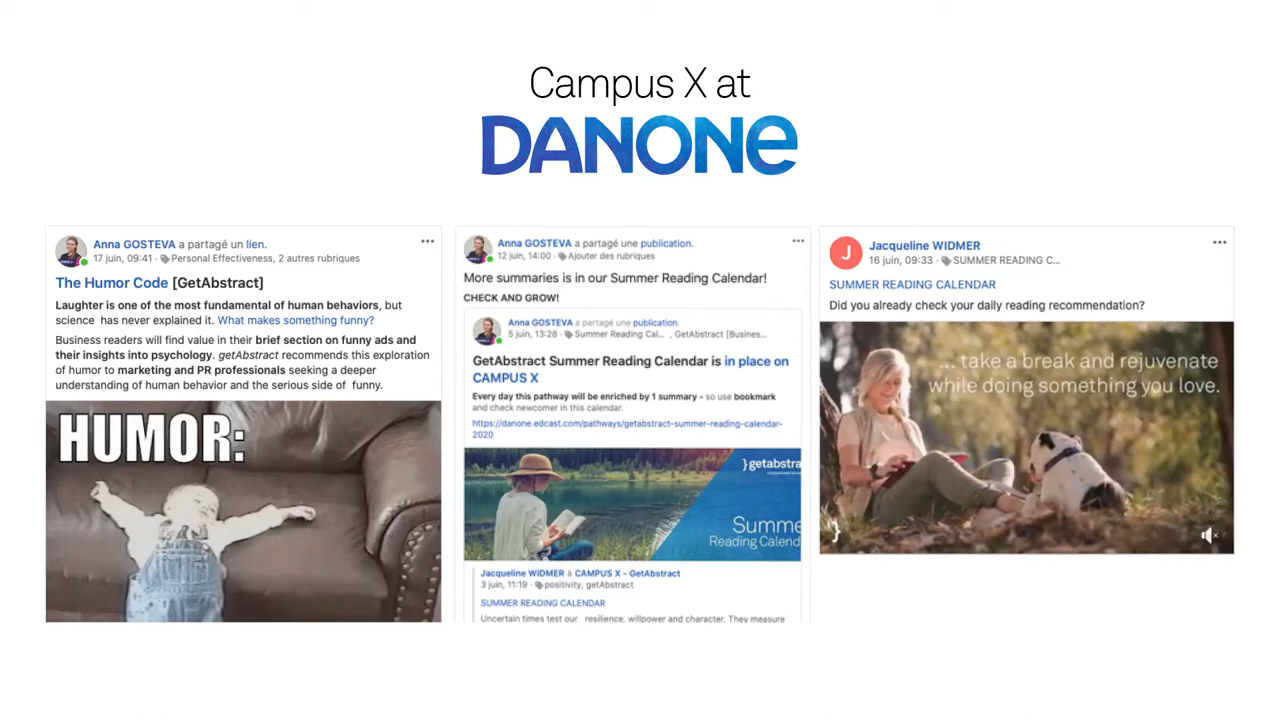 Campus X at
DANONE
Anna GOSTEVA a partagé un lien.
17 juin, 09:41 • Personal Effectiveness, 2 autres rubriques
The Humor Code [GetAbstract]
Laughter is one of the most fundamental of human behaviors, but
science has never explained it. What makes something funny?
Business readers will find value in their brief section on funny ads and
their insights into psychology. getAbstract recommends this exploration
of humor to marketing and PR professionals seeking a deeper
understanding of human behavior and the serious side of funny.
HUMOR:
Anna GOSTEVA a partagé une publication.
12 juin, 14:00 • Ajouter des rubriques
More summaries is in our Summer Reading Calendar!
CHECK AND GROW!
Anna GOSTEVA a partagé une publication.
5 juin, 13:28 • Summer Reading Cal... , GetAbstract [Busines...
GetAbstract Summer Reading Calendar is in place on
CAMPUS X
Every day this pathway will be enriched by 1 summary - so use bookmark
and check newcomer in this calendar.
https://danone.edcast.com/pathways/getabstract-summer-reading-calendar-
2020
}getabstra
Summe
Reading Calend
Jacqueline WIDMER à CAMPUS X - GetAbstract
3 juin, 11:19 • positivity, getAbstract
SUMMER READING CALENDAR
Uncertain times test our resilience, willpower and character. They measure
J
Jacqueline WIDMER
16 juin, 09:33 • SUMMER READING C...
SUMMER READING CALENDAR
Did you already check your daily reading recommendation?
... take a break and rejuvenate
while doing something you love.